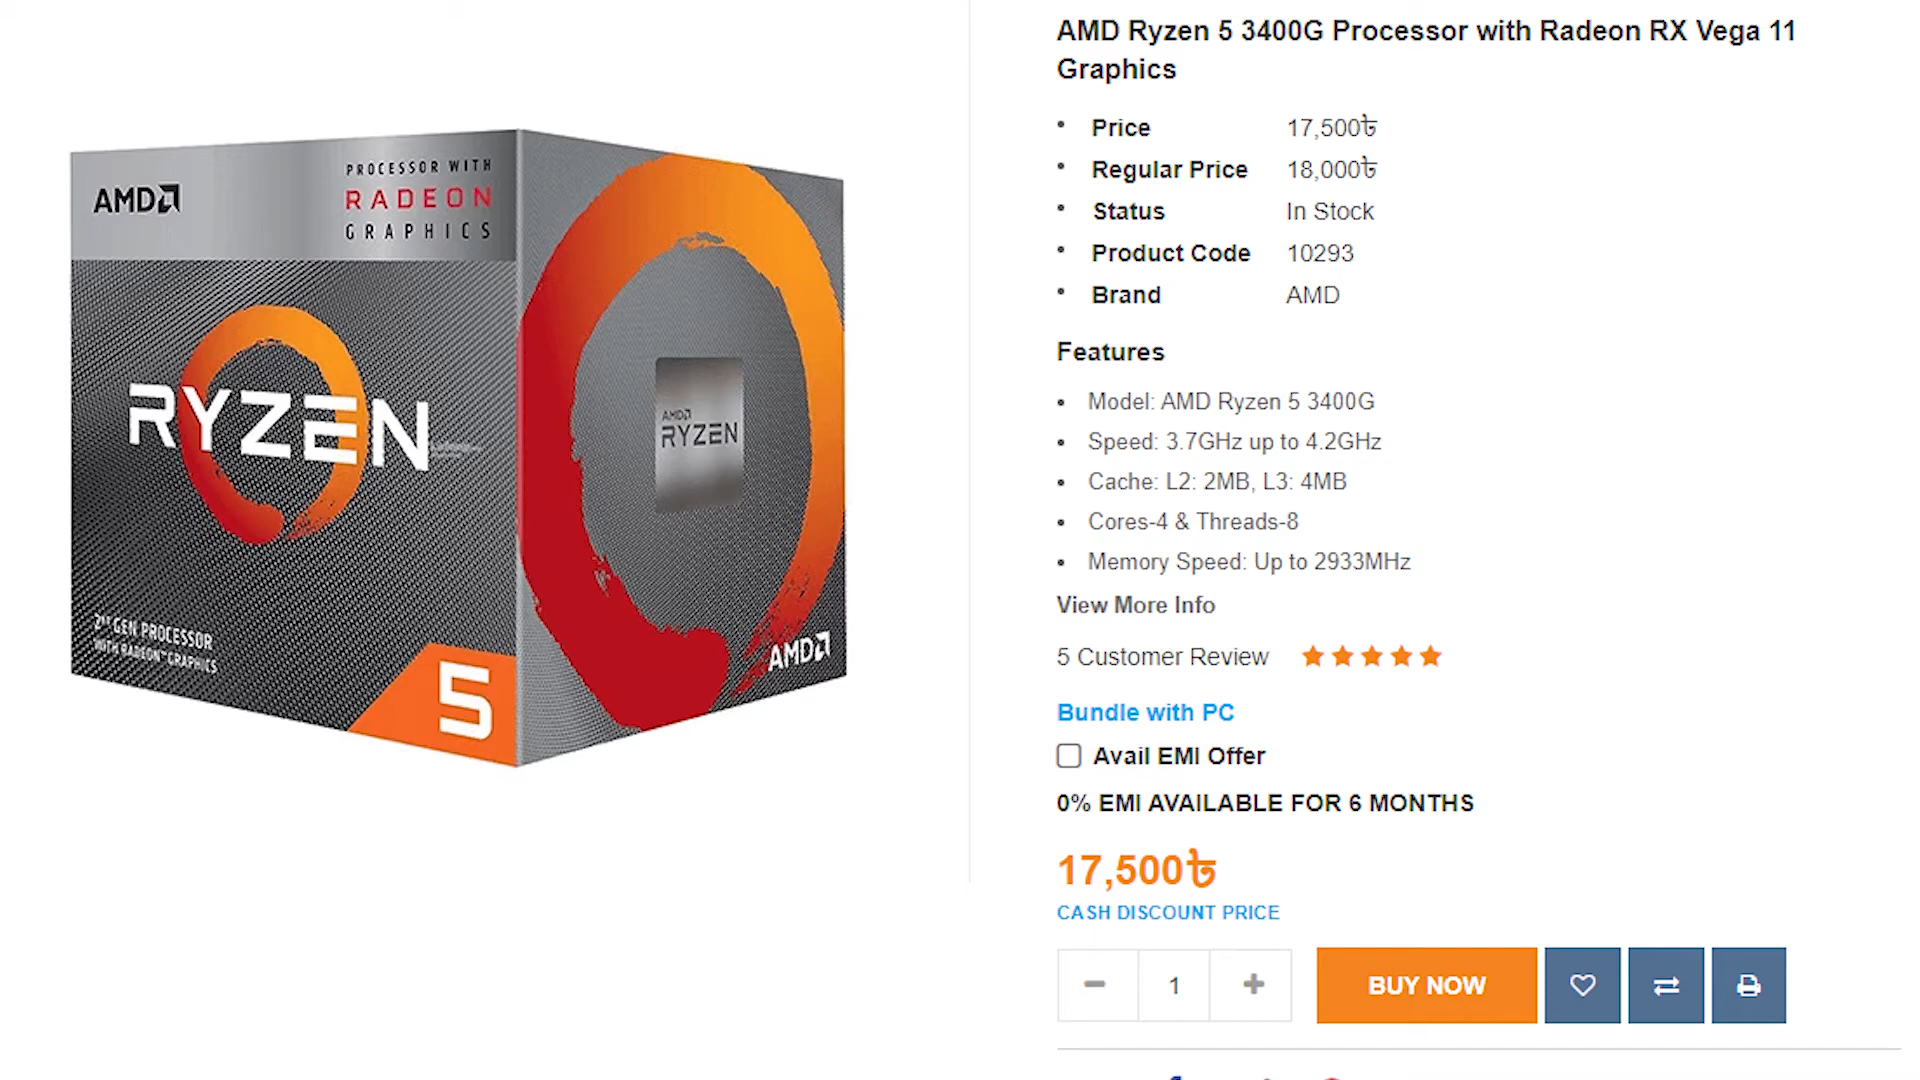 AMD
PROCESSOR WITH
RADEON
GRAPHICS
RYZEN
AMD
RYZEN
GEN PROCESSOR
WITH RADEON™ GRAPHICS
5
AMD
AMD Ryzen 5 3400G Processor with Radeon RX Vega 11
Graphics
• Price 17,500৳
• Regular Price 18,000৳
• Status In Stock
• Product Code 10293
• Brand AMD
Features
• Model: AMD Ryzen 5 3400G
• Speed: 3.7GHz up to 4.2GHz
• Cache: L2: 2MB, L3: 4MB
• Cores-4 & Threads-8
• Memory Speed: Up to 2933MHz
View More Info
5 Customer Review
Bundle with PC
Avail EMI Offer
0% EMI AVAILABLE FOR 6 MONTHS
17,500৳
CASH DISCOUNT PRICE
1
BUY NOW